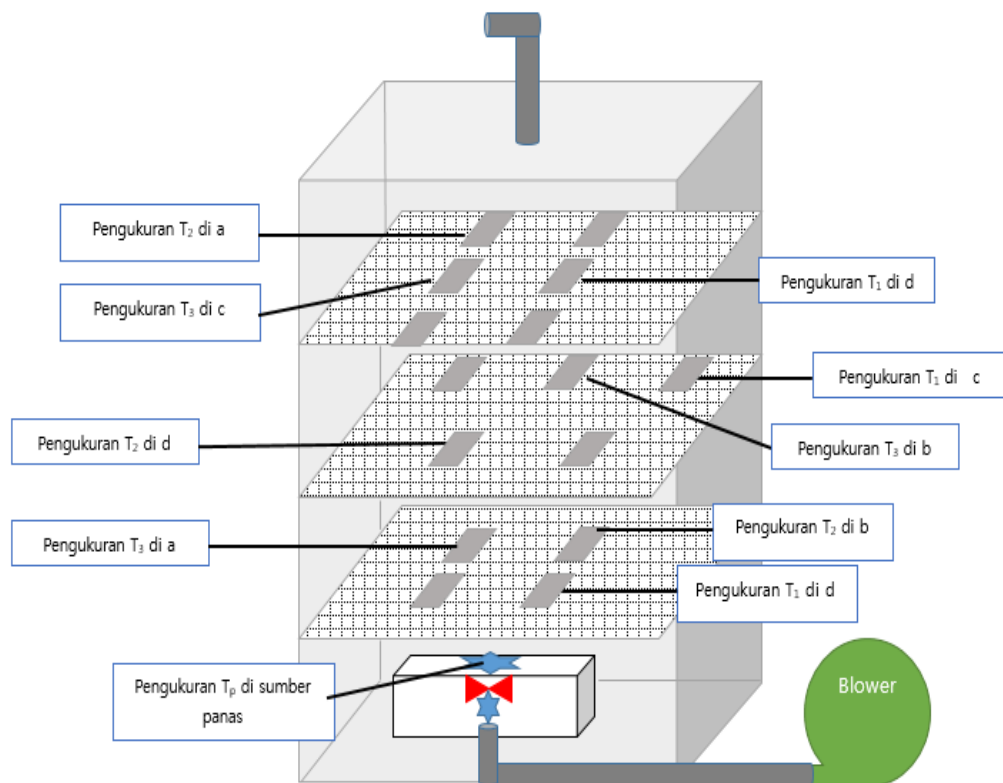 Pengukuran T₂ di a
Pengukuran T₃ di c
Pengukuran T₁ di d
Pengukuran T₁ di c
Pengukuran T₂ di d
Pengukuran T₃ di b
Pengukuran T₃ di a
Pengukuran T₂ di b
Pengukuran T₁ di d
Pengukuran Tₚ di sumber
panas
Blower